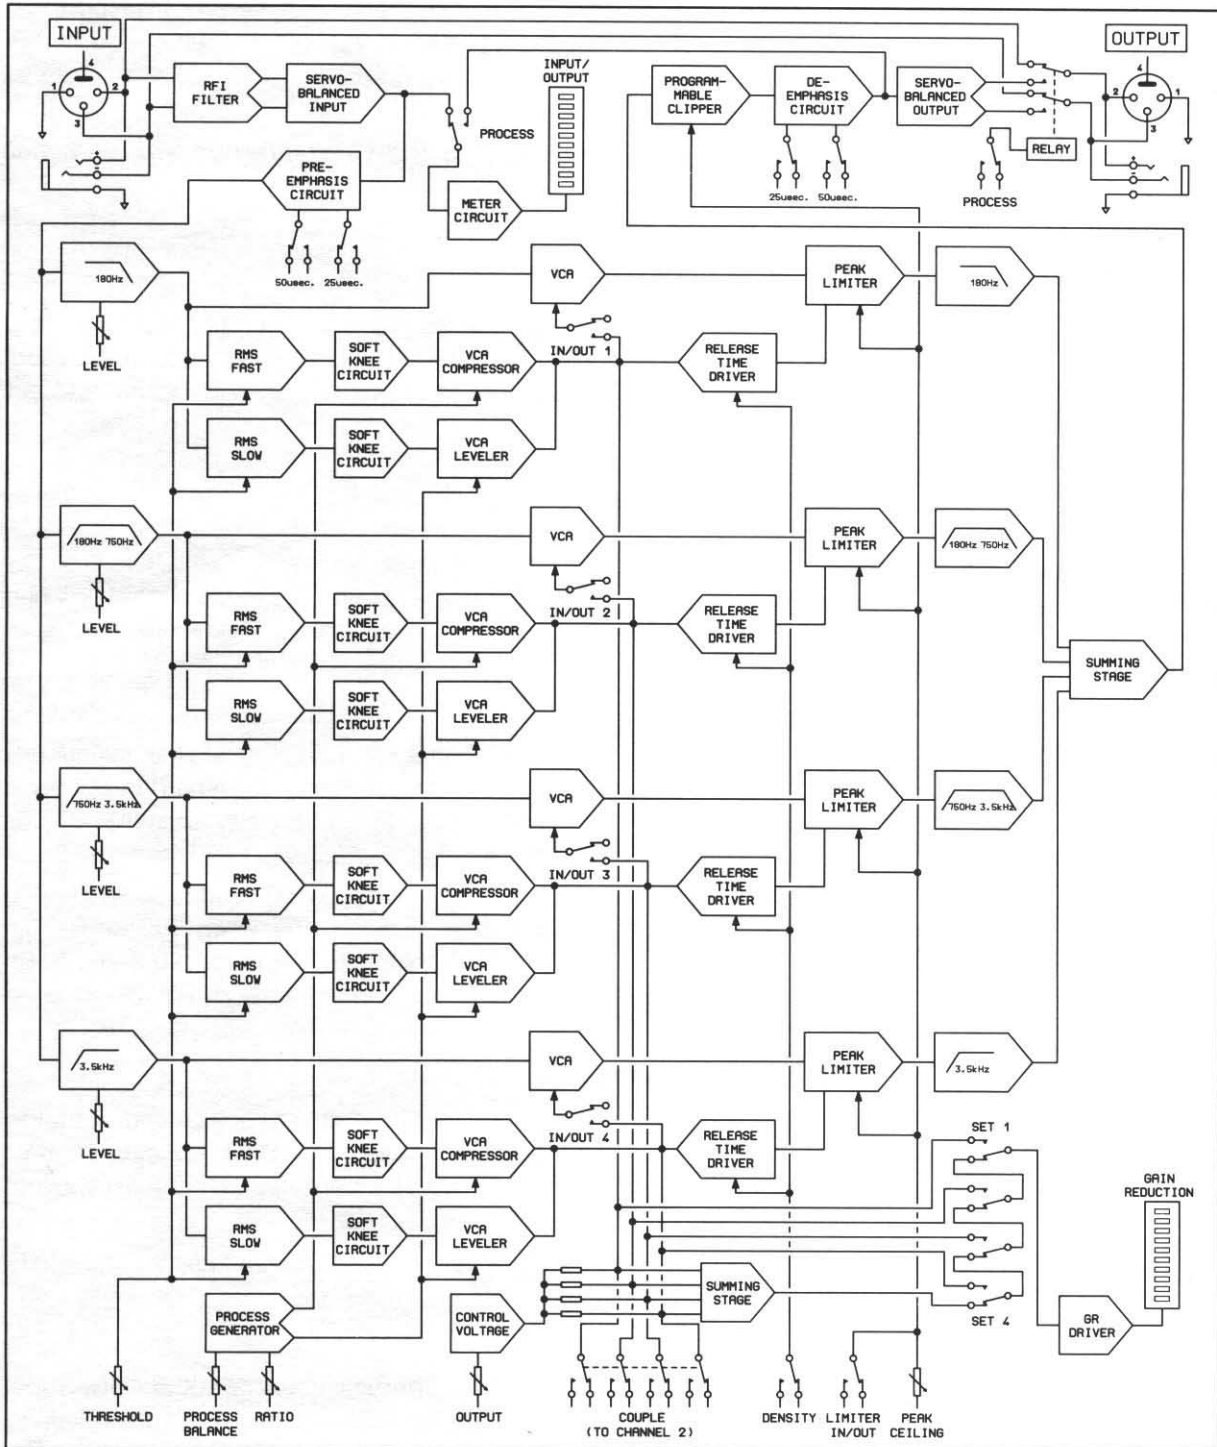 INPUT
OUTPUT
4
1
2
3
RFI
FILTER
SERVO-
BALANCED
INPUT
INPUT/
OUTPUT
PROCESS
PROGRAM-
MABLE
CLIPPER
DE-
EMPHASIS
CIRCUIT
SERVO-
BALANCED
OUTPUT
4
2
1
3
RELAY
+
-
PRE-
EMPHASIS
CIRCUIT
METER
CIRCUIT
25usec.
50usec.
PROCESS
+
-
50usec.
25usec.
180Hz
LEVEL
VCA
PEAK
LIMITER
180Hz
RMS
FAST
SOFT
KNEE
CIRCUIT
VCA
COMPRESSOR
IN/OUT 1
RELEASE
TIME
DRIVER
RMS
SLOW
SOFT
KNEE
CIRCUIT
VCA
LEVELER
180Hz 750Hz
LEVEL
VCA
PEAK
LIMITER
180Hz 750Hz
RMS
FAST
SOFT
KNEE
CIRCUIT
VCA
COMPRESSOR
IN/OUT 2
RELEASE
TIME
DRIVER
SUMMING
STAGE
RMS
SLOW
SOFT
KNEE
CIRCUIT
VCA
LEVELER
750Hz 3.5kHz
LEVEL
VCA
PEAK
LIMITER
750Hz 3.5kHz
RMS
FAST
SOFT
KNEE
CIRCUIT
VCA
COMPRESSOR
IN/OUT 3
RELEASE
TIME
DRIVER
RMS
SLOW
SOFT
KNEE
CIRCUIT
VCA
LEVELER
3.5kHz
LEVEL
VCA
PEAK
LIMITER
3.5kHz
RMS
FAST
SOFT
KNEE
CIRCUIT
VCA
COMPRESSOR
IN/OUT 4
RELEASE
TIME
DRIVER
SET 1
GAIN
REDUCTION
RMS
SLOW
SOFT
KNEE
CIRCUIT
VCA
LEVELER
PROCESS
GENERATOR
CONTROL
VOLTAGE
SUMMING
STAGE
SET 4
GR
DRIVER
THRESHOLD
PROCESS
BALANCE
RATIO
OUTPUT
COUPLE
(TO CHANNEL 2)
DENSITY
LIMITER
IN/OUT
PEAK
CEILING